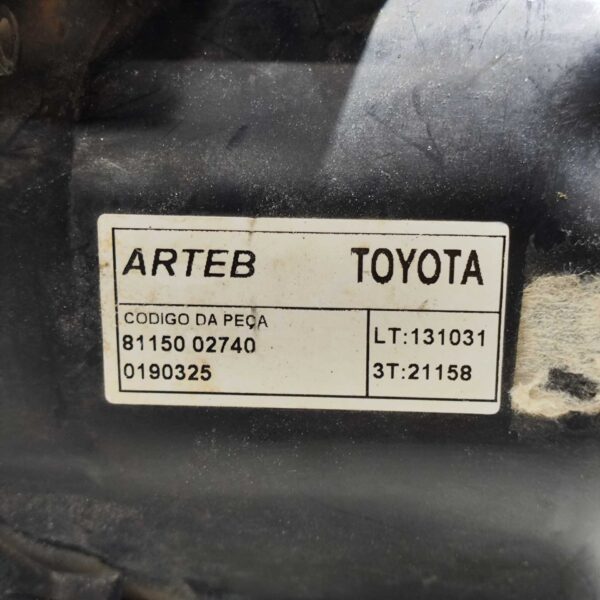 ARTEB TOYOTA
CODIGO DA PEÇA
81150 02740
0190325
LT:131031
3T:21158